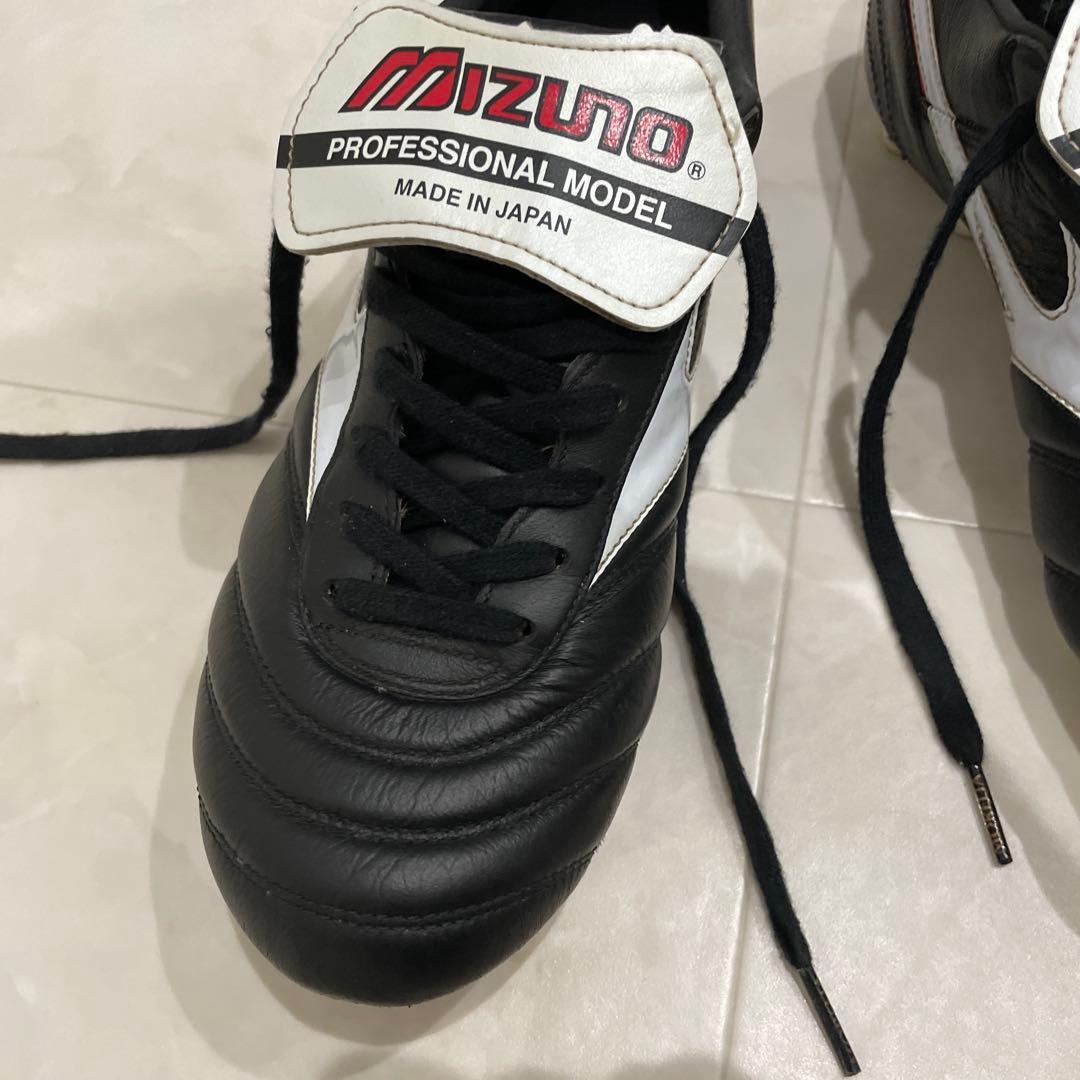 MIZUNO ®
PROFESSIONAL MODEL
MADE IN JAPAN